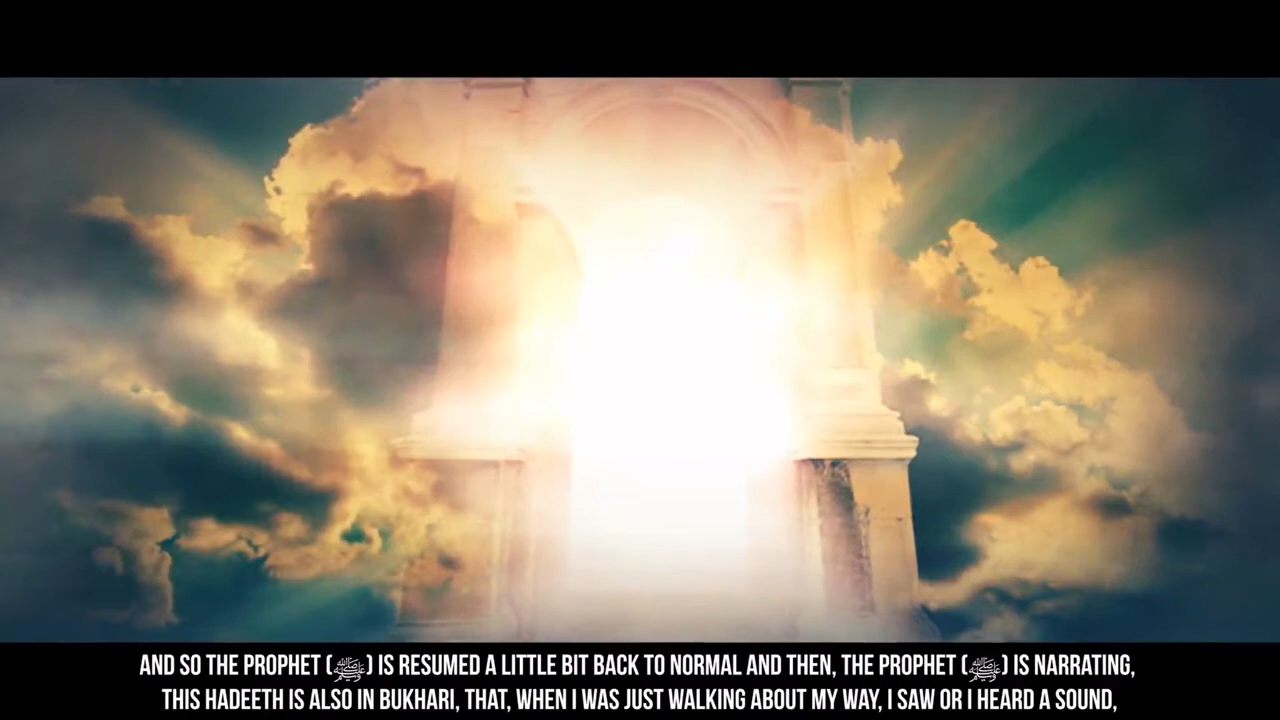 AND SO THE PROPHET (ﷺ) IS RESUMED A LITTLE BIT BACK TO NORMAL AND THEN, THE PROPHET (ﷺ) IS NARRATING,
THIS HADEETH IS ALSO IN BUKHARI, THAT, WHEN I WAS JUST WALKING ABOUT MY WAY, I SAW OR I HEARD A SOUND,